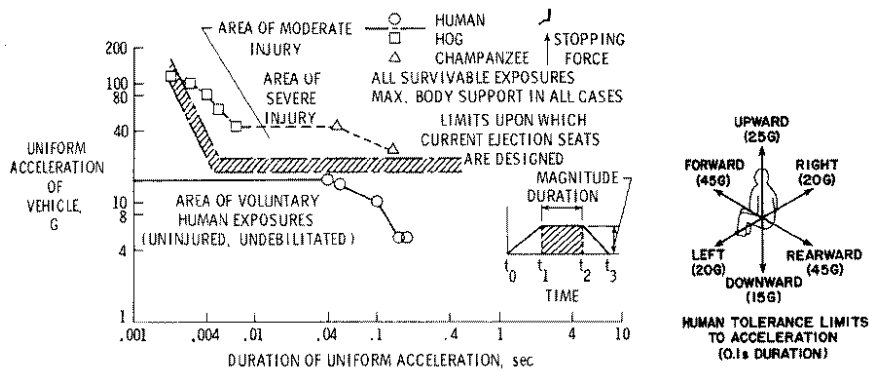 AREA OF MODERATE
INJURY
HUMAN
HOG
CHAMPANZEE
STOPPING
FORCE
AREA OF
SEVERE
INJURY
ALL SURVIVABLE EXPOSURES
MAX. BODY SUPPORT IN ALL CASES
LIMITS UPON WHICH
CURRENT EJECTION SEATS
ARE DESIGNED
AREA OF VOLUNTARY
HUMAN EXPOSURES
(UNINJURED, UNDEBILITATED)
UNIFORM
ACCELERATION
OF
VEHICLE,
G
200
100
80
40
10
8
4
1
.001
.004
.01
.04
0.1
.4
1
2
4
10
DURATION OF UNIFORM ACCELERATION, sec
MAGNITUDE
DURATION
t0
t1
t2
t3
TIME
UPWARD
(25G)
FORWARD
(45G)
RIGHT
(20G)
LEFT
(20G)
REARWARD
(45G)
DOWNWARD
(15G)
HUMAN TOLERANCE LIMITS
TO ACCELERATION
(0.1s DURATION)